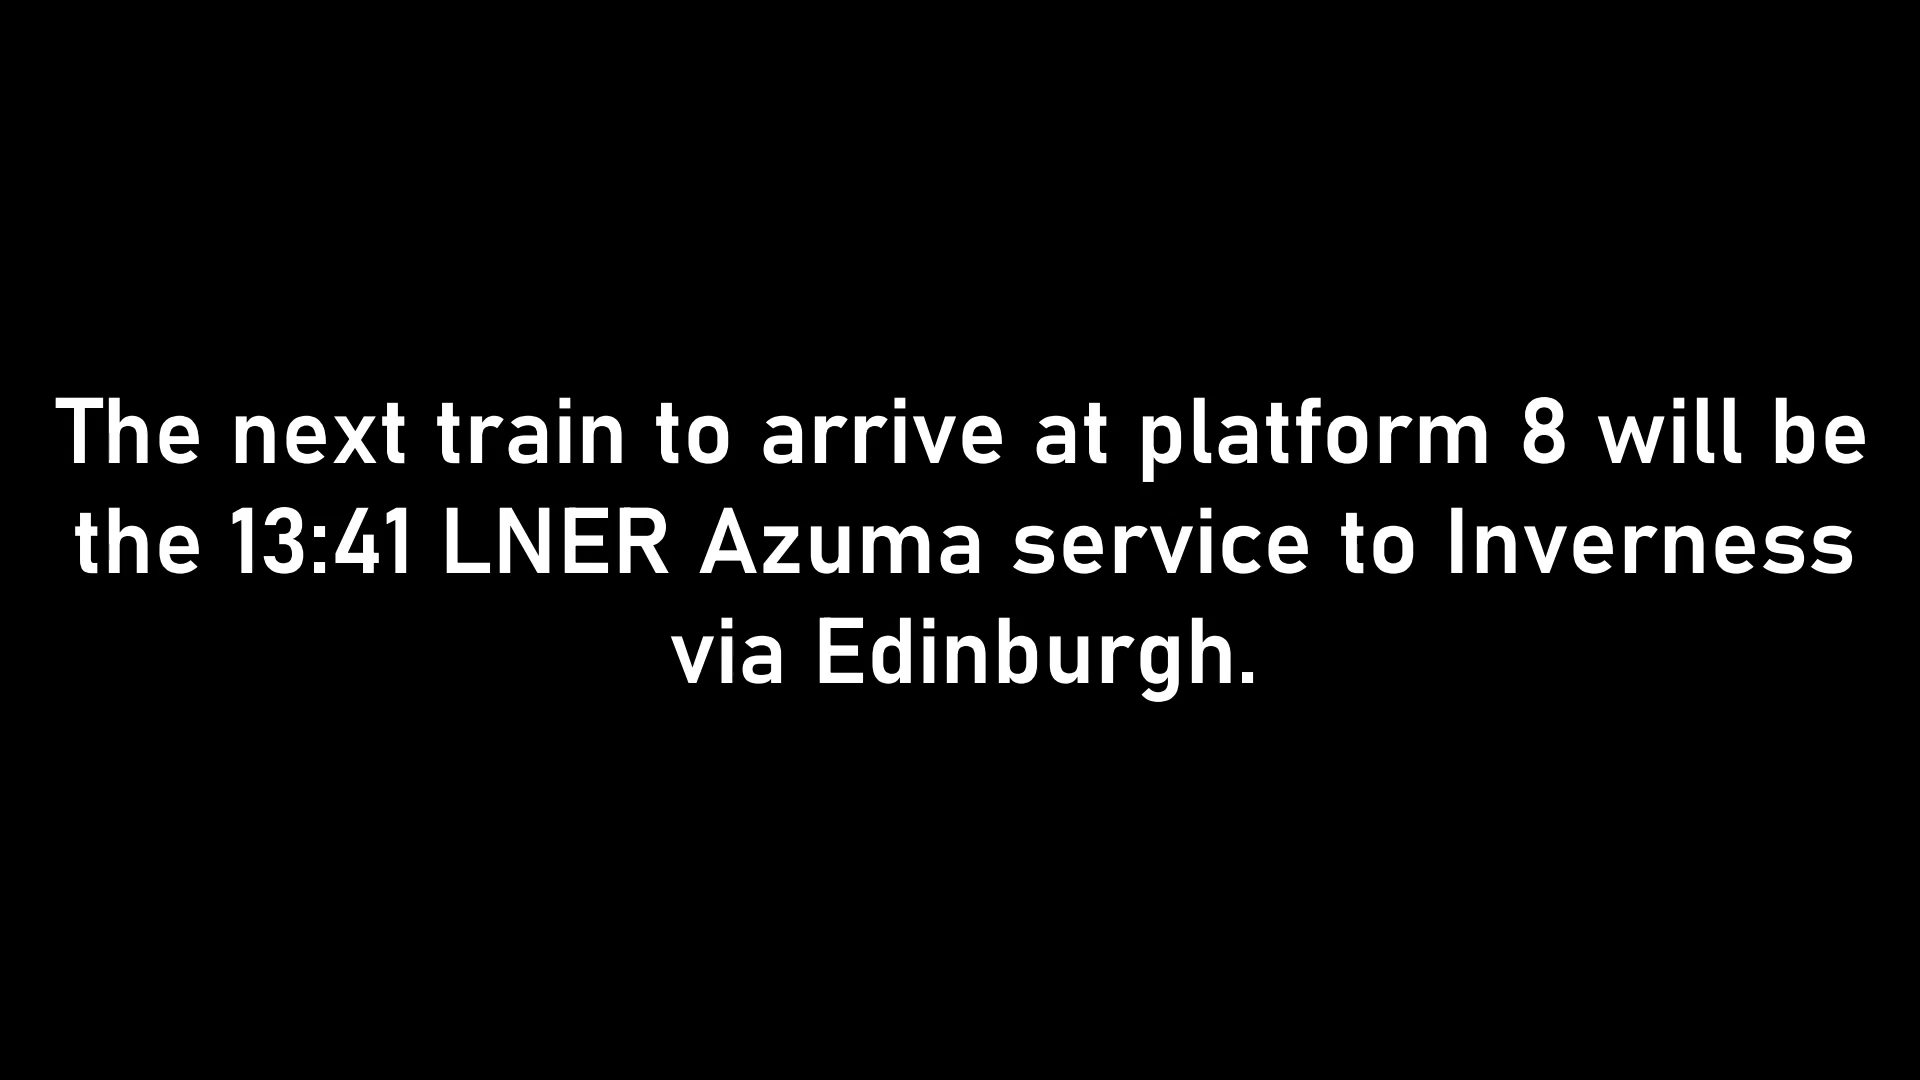 The next train to arrive at platform 8 will be
the 13:41 LNER Azuma service to Inverness
via Edinburgh.